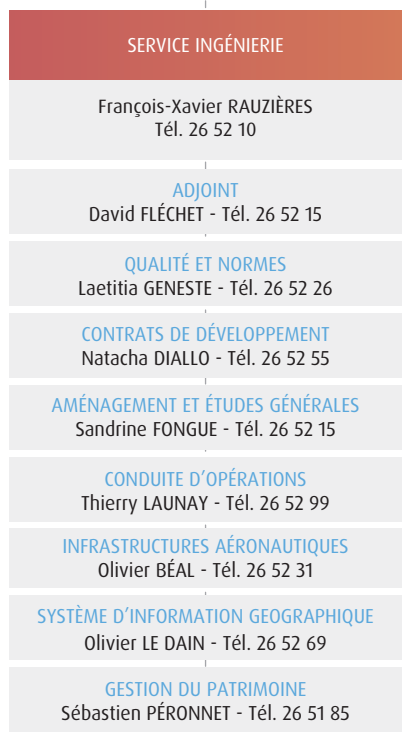 SERVICE INGÉNIERIE
François-Xavier RAUZIÈRES
Tél. 26 52 10
ADJOINT
David FLÉCHET - Tél. 26 52 15
QUALITÉ ET NORMES
Laetitia GENESTE - Tél. 26 52 26
CONTRATS DE DÉVELOPPEMENT
Natacha DIALLO - Tél. 26 52 55
AMÉNAGEMENT ET ÉTUDES GÉNÉRALES
Sandrine FONGUE - Tél. 26 52 15
CONDUITE D’OPÉRATIONS
Thierry LAUNAY - Tél. 26 52 99
INFRASTRUCTURES AÉRONAUTIQUES
Olivier BÉAL - Tél. 26 52 31
SYSTÈME D’INFORMATION GEOGRAPHIQUE
Olivier LE DAIN - Tél. 26 52 69
GESTION DU PATRIMOINE
Sébastien PÉRONNET - Tél. 26 51 85